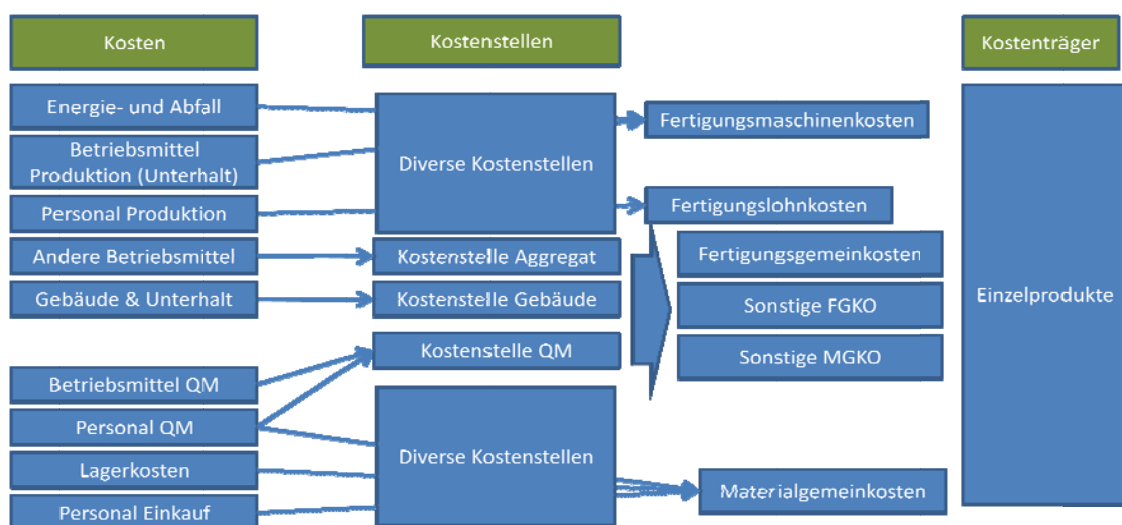 Kosten
Kostenstellen
Kostenträger
Energie- und Abfall
Betriebsmittel
Produktion (Unterhalt)
Personal Produktion
Andere Betriebsmittel
Gebäude & Unterhalt
Betriebsmittel QM
Personal QM
Lagerkosten
Personal Einkauf
Diverse Kostenstellen
Kostenstelle Aggregat
Kostenstelle Gebäude
Kostenstelle QM
Diverse Kostenstellen
Fertigungsmaschinenkosten
Fertigungslohnkosten
Fertigungsgemeinkosten
Sonstige FGKO
Sonstige MGKO
Materialgemeinkosten
Einzelprodukte